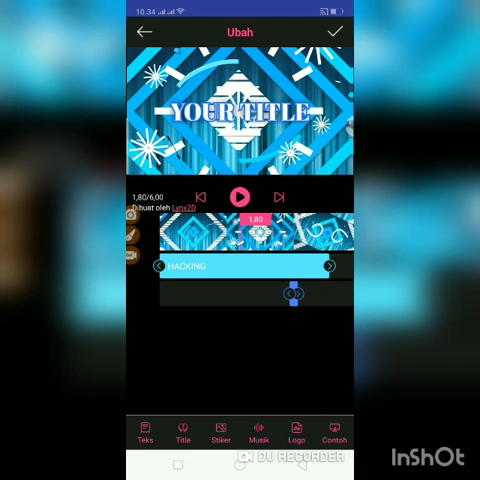 10.34
Ubah
YOUR TITLE
1,80/6,00
Dibuat oleh Lynx2D
1,80
HACKING
Teks
Title
Stiker
Musik
Logo
Contoh
DU RECORDER
InShOt